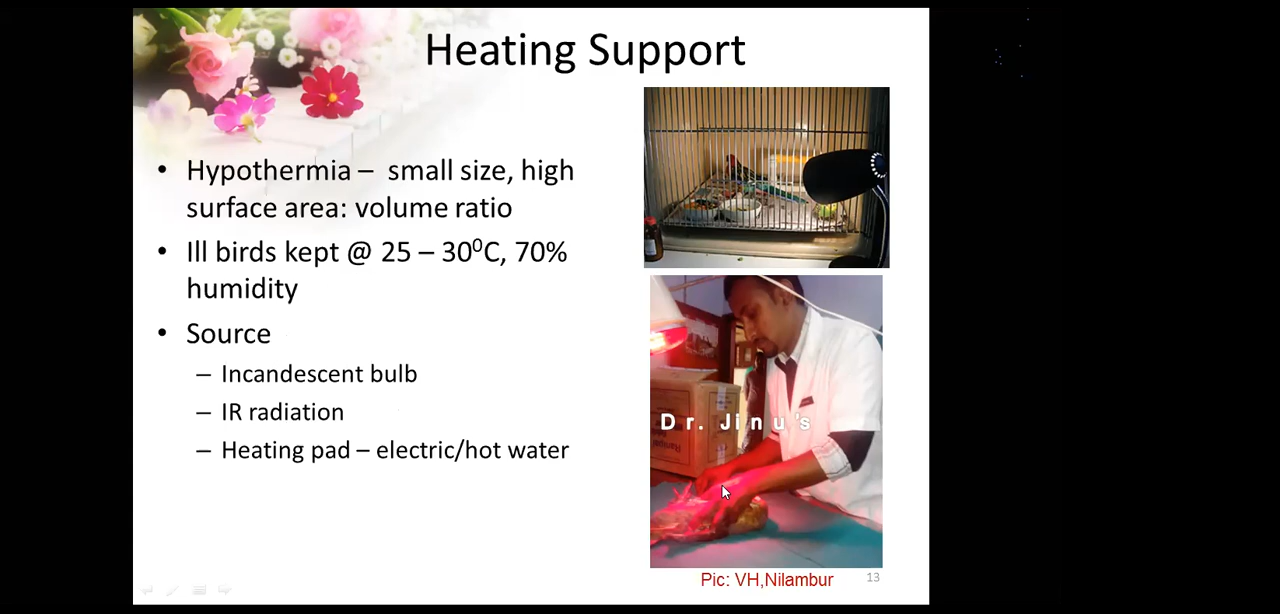 Heating Support
• Hypothermia – small size, high
surface area: volume ratio
• Ill birds kept @ 25 – 30⁰C, 70%
humidity
• Source
– Incandescent bulb
– IR radiation
– Heating pad – electric/hot water
Dr. Jinu's
Pic: VH,Nilambur
13